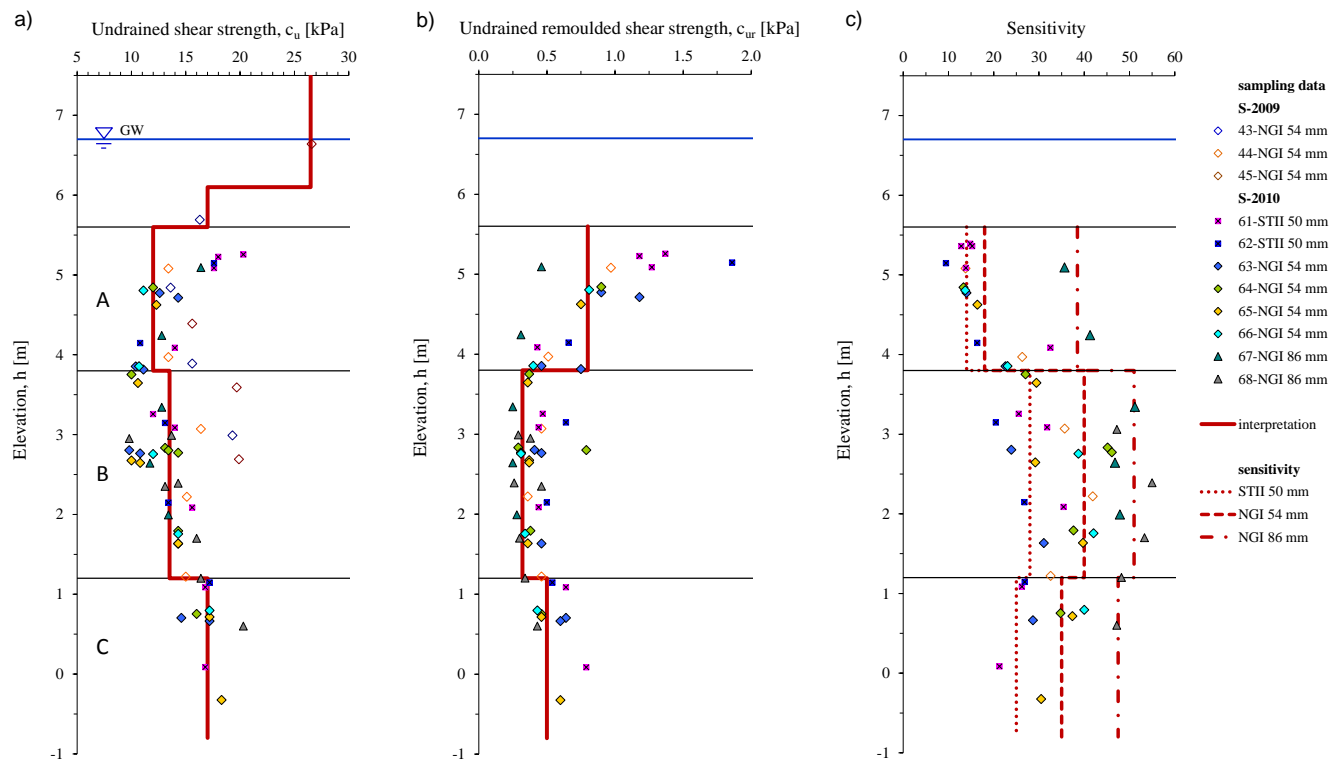 a)
Undrained shear strength, cu [kPa]
5 10 15 20 25 30
7
6
5
4
3
2
1
0
-1
Elevation, h [m]
GW
A
B
C
b)
Undrained remoulded shear strength, cur [kPa]
0.0 0.5 1.0 1.5 2.0
7
6
5
4
3
2
1
0
-1
Elevation, h [m]
c)
Sensitivity
0 10 20 30 40 50 60
7
6
5
4
3
2
1
0
-1
Elevation, h [m]
sampling data
S-2009
43-NGI 54 mm
44-NGI 54 mm
45-NGI 54 mm
S-2010
61-STII 50 mm
62-STII 50 mm
63-NGI 54 mm
64-NGI 54 mm
65-NGI 54 mm
66-NGI 54 mm
67-NGI 86 mm
68-NGI 86 mm
interpretation
sensitivity
STII 50 mm
NGI 54 mm
NGI 86 mm